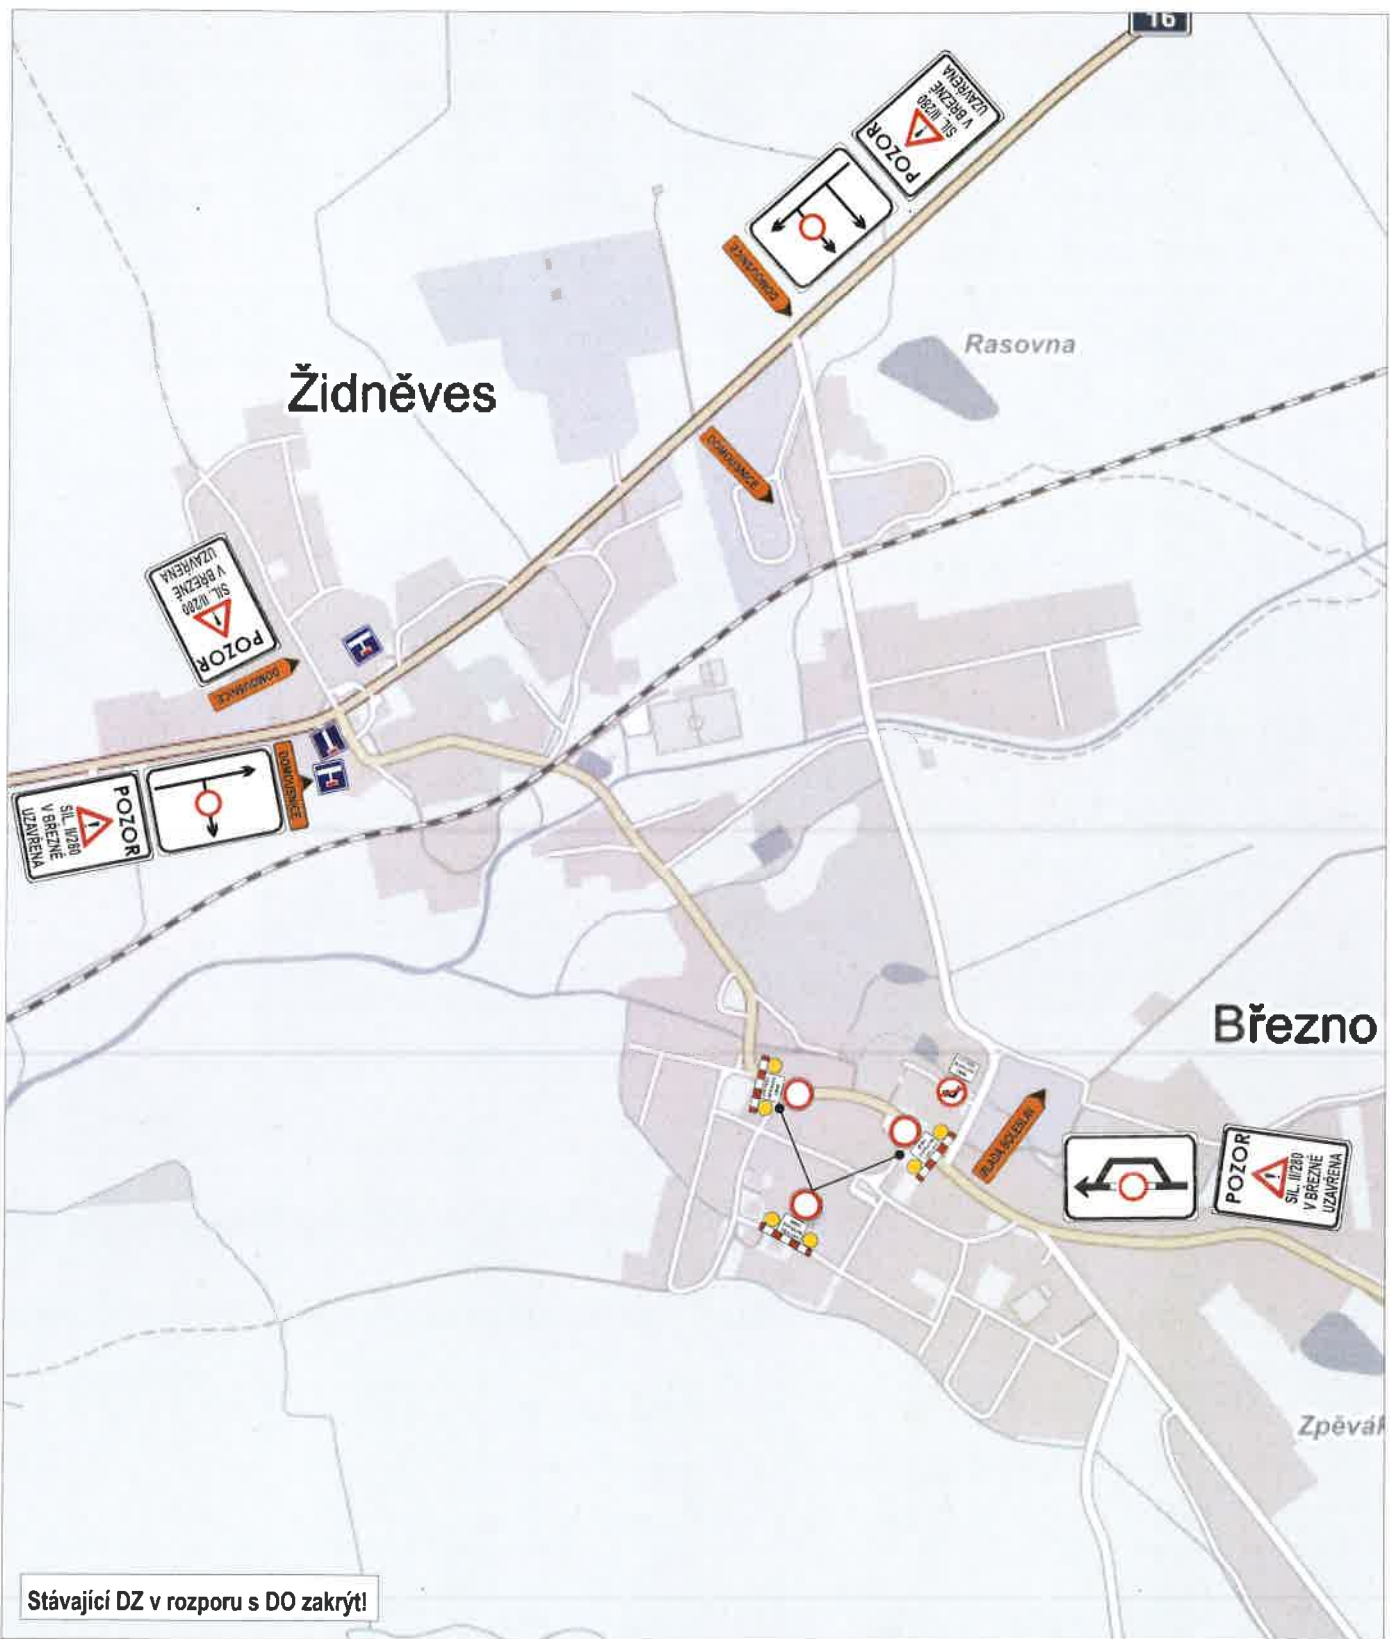 16
POZOR
SIL. II/280
V BŘEZNĚ
UZAVŘENA
DOMOUSNICE
Rasovna
Židněves
DOMOUSNICE
POZOR
SIL. II/280
V BŘEZNĚ
UZAVŘENA
DOMOUSNICE
DOMOUSNICE
POZOR
SIL. II/280
V BŘEZNĚ
UZAVŘENA
Březno
MLADÁ BOLESLAV
POZOR
SIL. II/280
V BŘEZNĚ
UZAVŘENA
Zpěvák
Stávající DZ v rozporu s DO zakrýt!